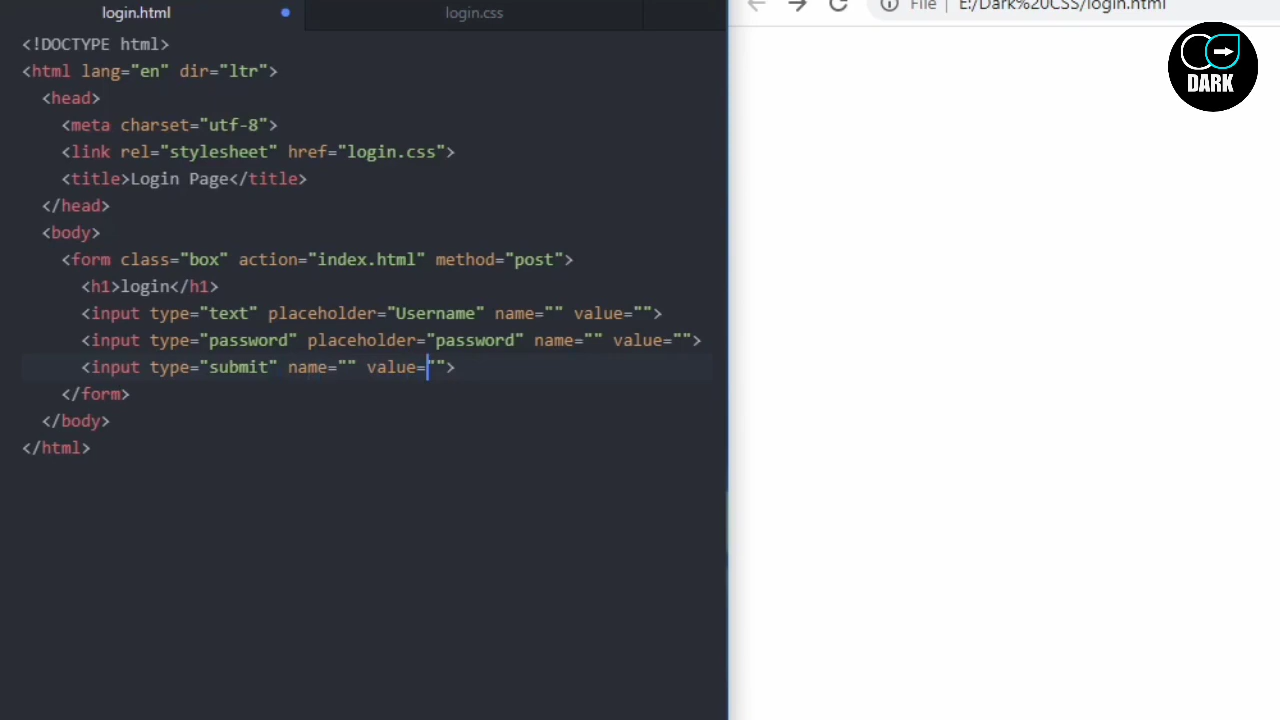 login.html
login.css
File
E:/Dark%20CSS/login.html
DARK
<!DOCTYPE html>
<html lang="en" dir="ltr">
<head>
<meta charset="utf-8">
<link rel="stylesheet" href="login.css">
<title>Login Page</title>
</head>
<body>
<form class="box" action="index.html" method="post">
<h1>login</h1>
<input type="text" placeholder="Username" name="" value="">
<input type="password" placeholder="password" name="" value="">
<input type="submit" name="" value="">
</form>
</body>
</html>